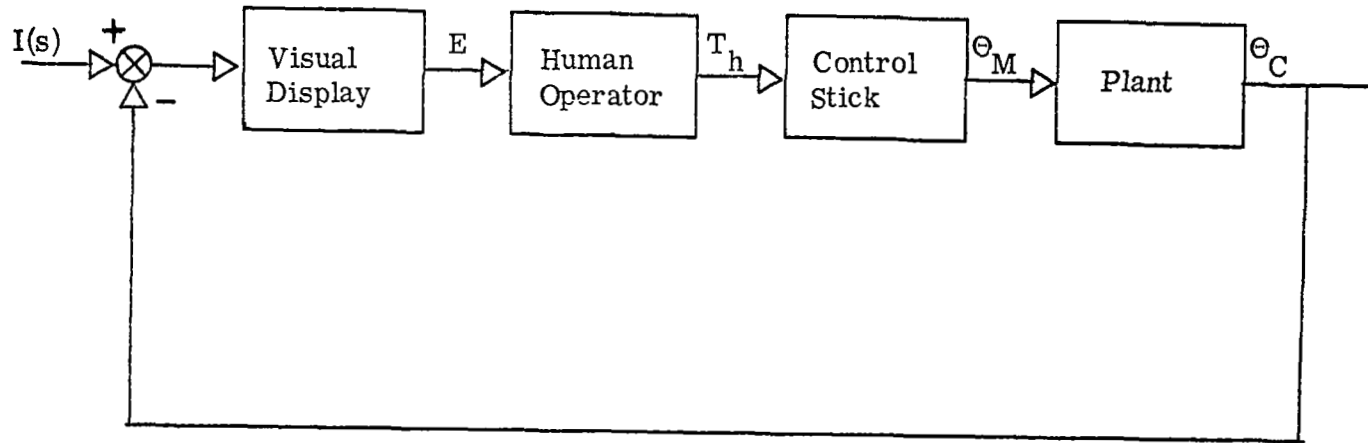 I(s)
+
−
Visual
Display
E
Human
Operator
T_h
Control
Stick
Θ_M
Plant
Θ_C